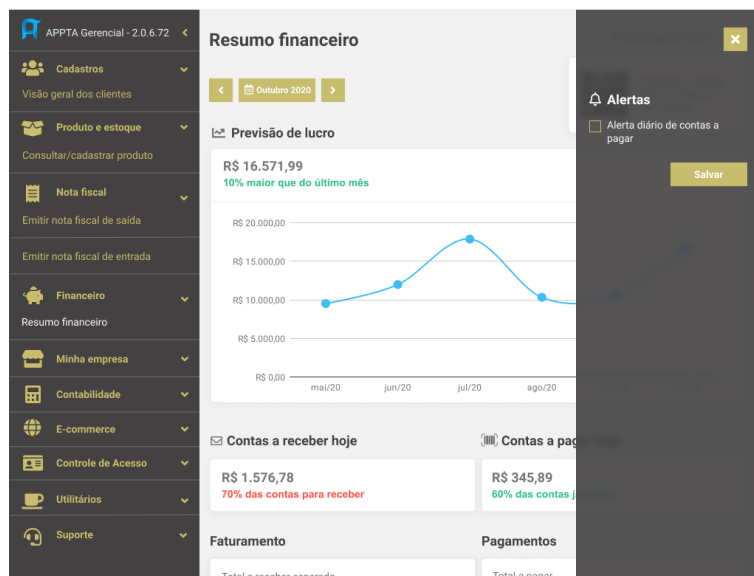 APPTA Gerencial - 2.0.6.72
Cadastros
Visão geral dos clientes
Produto e estoque
Consultar/cadastrar produto
Nota fiscal
Emitir nota fiscal de saída
Emitir nota fiscal de entrada
Financeiro
Resumo financeiro
Minha empresa
Contabilidade
E-commerce
Controle de Acesso
Utilitários
Suporte
Resumo financeiro
Outubro 2020
Previsão de lucro
R$ 16.571,99
10% maior que do último mês
R$ 20.000,00
R$ 15.000,00
R$ 10.000,00
R$ 5.000,00
R$ 0,00
mai/20 jun/20 jul/20 ago/20
Contas a receber hoje
R$ 1.576,78
70% das contas para receber
Contas a pag
R$ 345,89
60% das contas j
Faturamento
Total a receber esperado
Pagamentos
Total a pagar
Alertas
Alerta diário de contas a
pagar
Salvar